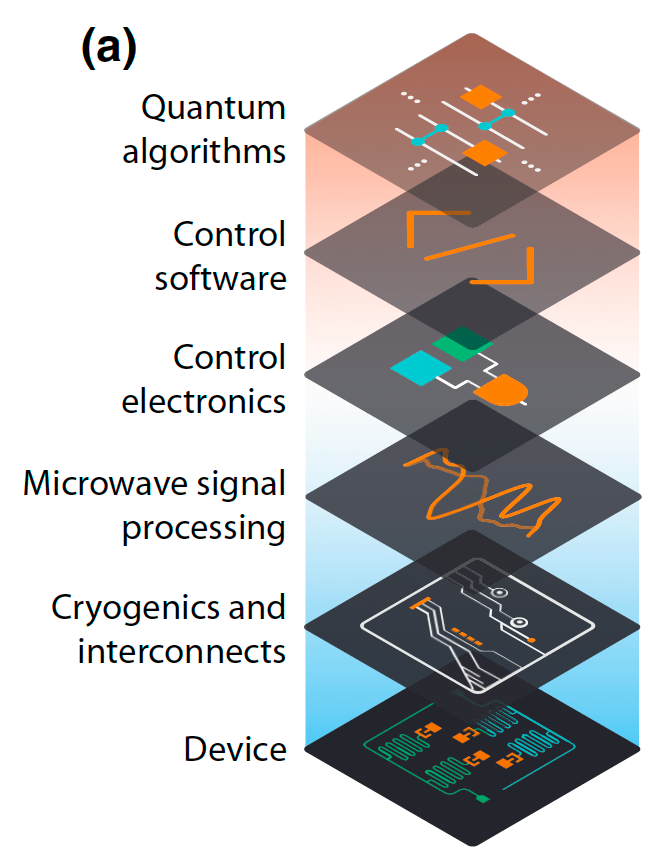 (a)
Quantum
algorithms
Control
software
Control
electronics
Microwave signal
processing
Cryogenics and
interconnects
Device